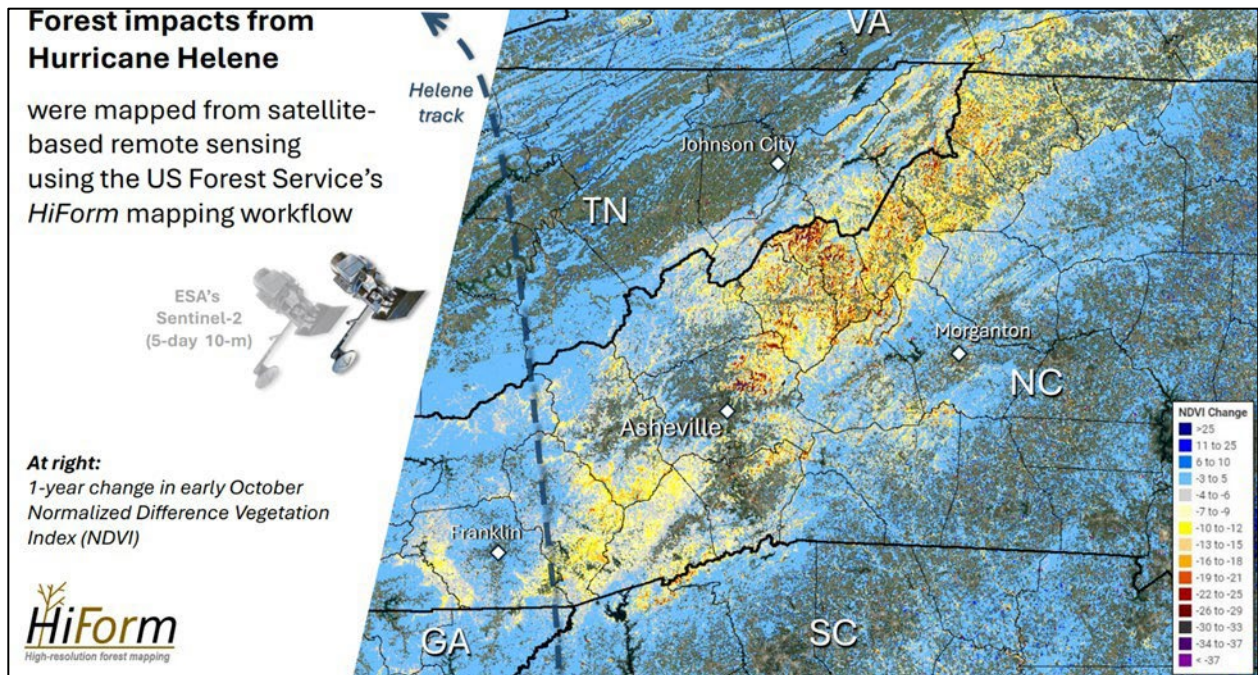 Forest impacts from
Hurricane Helene
were mapped from satellite-
based remote sensing
using the US Forest Service's
HiForm mapping workflow
ESA's
Sentinel-2
(5-day 10-m)
At right:
1-year change in early October
Normalized Difference Vegetation
Index (NDVI)
HiForm
High-resolution forest mapping
Helene
track
VA
Johnson City
TN
Morganton
NC
Asheville
Franklin
GA
SC
NDVI Change
>25
11 to 25
6 to 10
-3 to 5
-4 to -6
-7 to -9
-10 to -12
-13 to -15
-16 to -18
-19 to -21
-22 to -25
-26 to -29
-30 to -33
-34 to -37
< -37